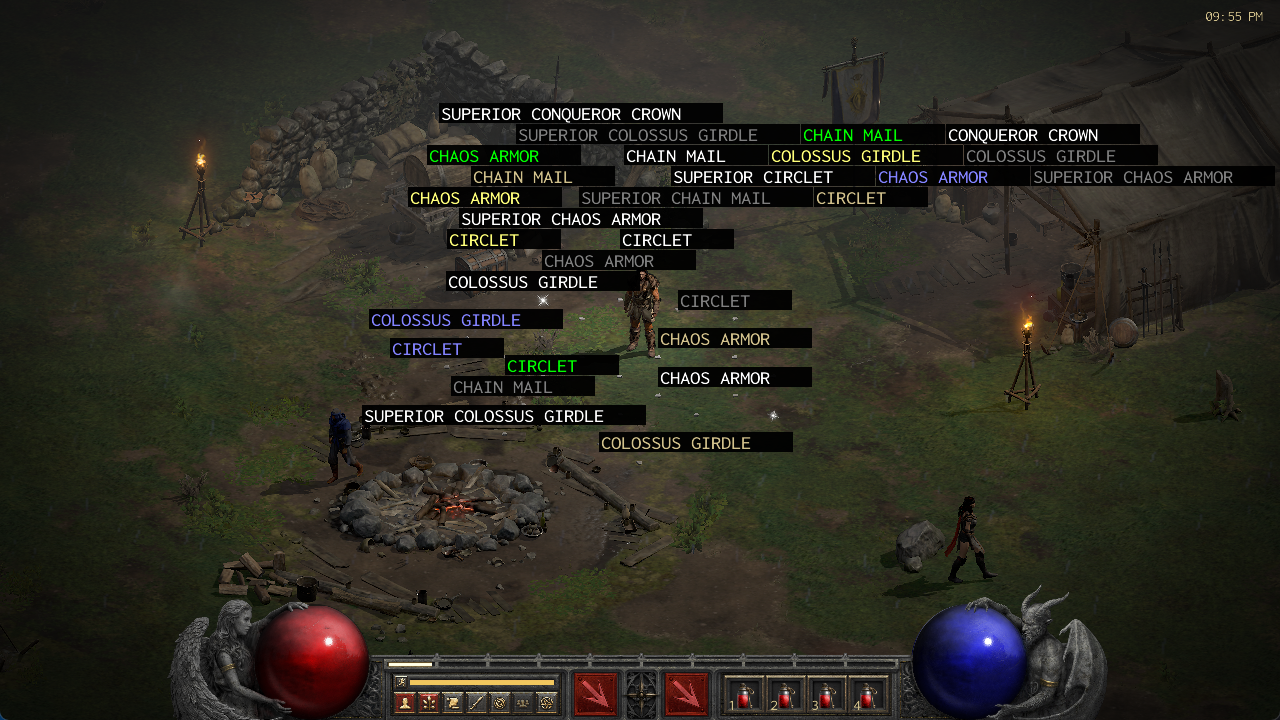 09:55 PM
SUPERIOR CONQUEROR CROWN
SUPERIOR COLOSSUS GIRDLE CHAIN MAIL CONQUEROR CROWN
CHAOS ARMOR CHAIN MAIL COLOSSUS GIRDLE COLOSSUS GIRDLE
CHAIN MAIL SUPERIOR CIRCLET CHAOS ARMOR SUPERIOR CHAOS ARMOR
CHAOS ARMOR SUPERIOR CHAIN MAIL CIRCLET
SUPERIOR CHAOS ARMOR
CIRCLET CIRCLET
CHAOS ARMOR
COLOSSUS GIRDLE
CIRCLET
COLOSSUS GIRDLE
CHAOS ARMOR
CIRCLET
CIRCLET
CHAOS ARMOR
CHAIN MAIL
SUPERIOR COLOSSUS GIRDLE
COLOSSUS GIRDLE
1 2 3 4